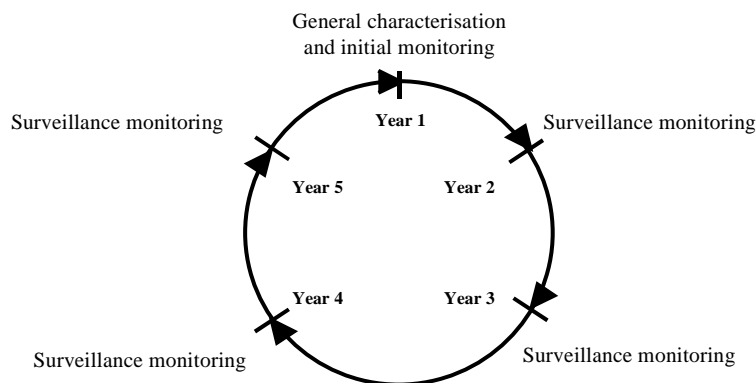 General characterisation
and initial monitoring
Year 1
Surveillance monitoring
Surveillance monitoring
Year 5
Year 2
Year 4
Year 3
Surveillance monitoring
Surveillance monitoring